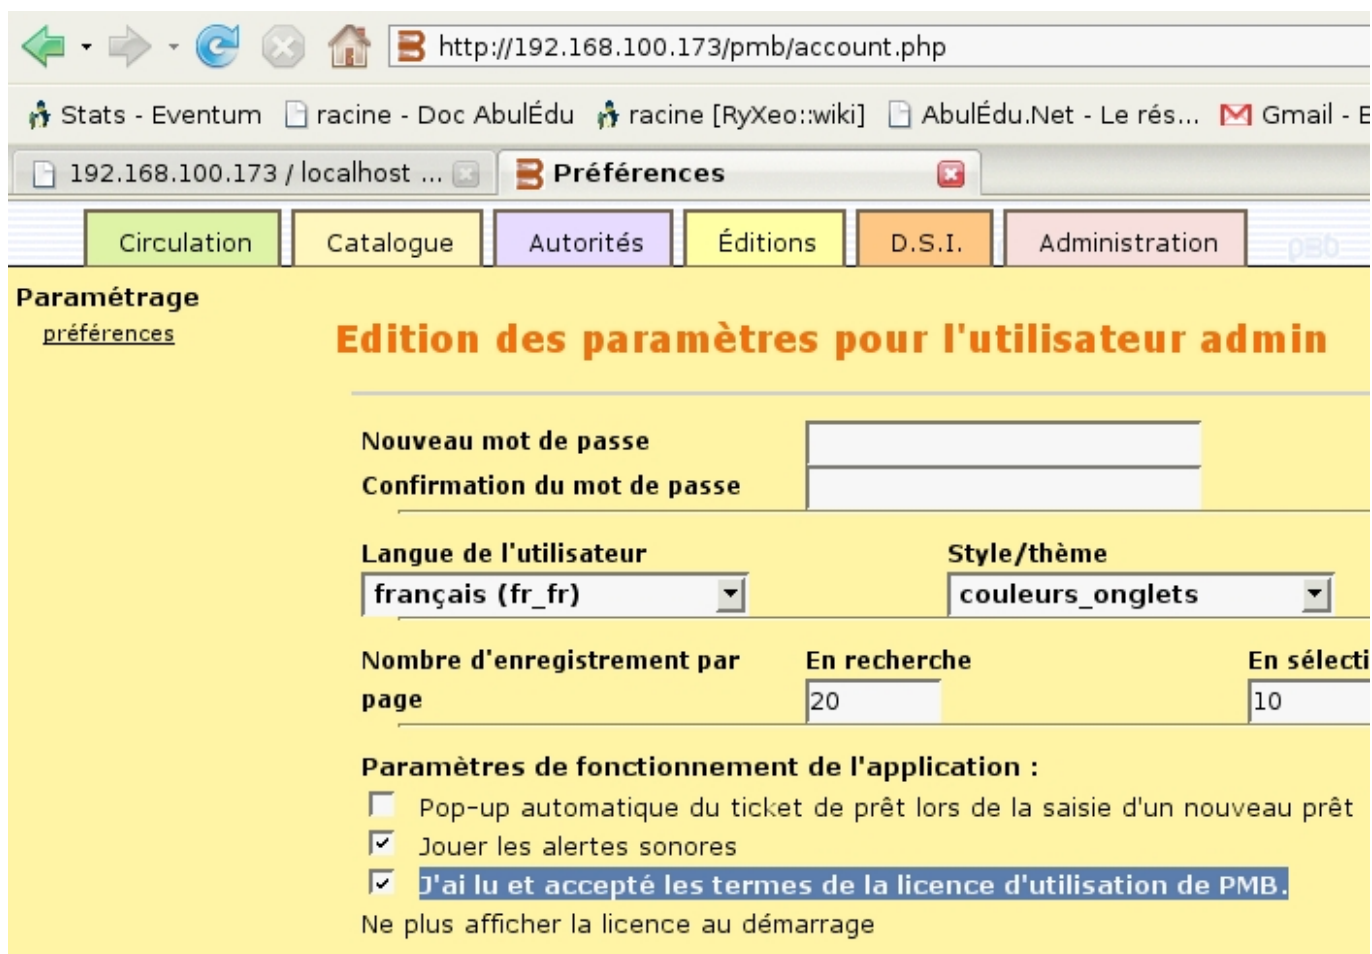 http://192.168.100.173/pmb/account.php
Stats - Eventum racine - Doc AbulÉdu racine [RyXeo::wiki] AbulÉdu.Net - Le rés... Gmail - B
192.168.100.173 / localhost ... Préférences
Circulation Catalogue Autorités Éditions D.S.I. Administration pmb
Paramétrage
préférences
Edition des paramètres pour l'utilisateur admin
Nouveau mot de passe
Confirmation du mot de passe
Langue de l'utilisateur Style/thème
français (fr_fr) couleurs_onglets
Nombre d'enregistrement par En recherche En sélecti
page 20 10
Paramètres de fonctionnement de l'application :
Pop-up automatique du ticket de prêt lors de la saisie d'un nouveau prêt
Jouer les alertes sonores
J'ai lu et accepté les termes de la licence d'utilisation de PMB.
Ne plus afficher la licence au démarrage